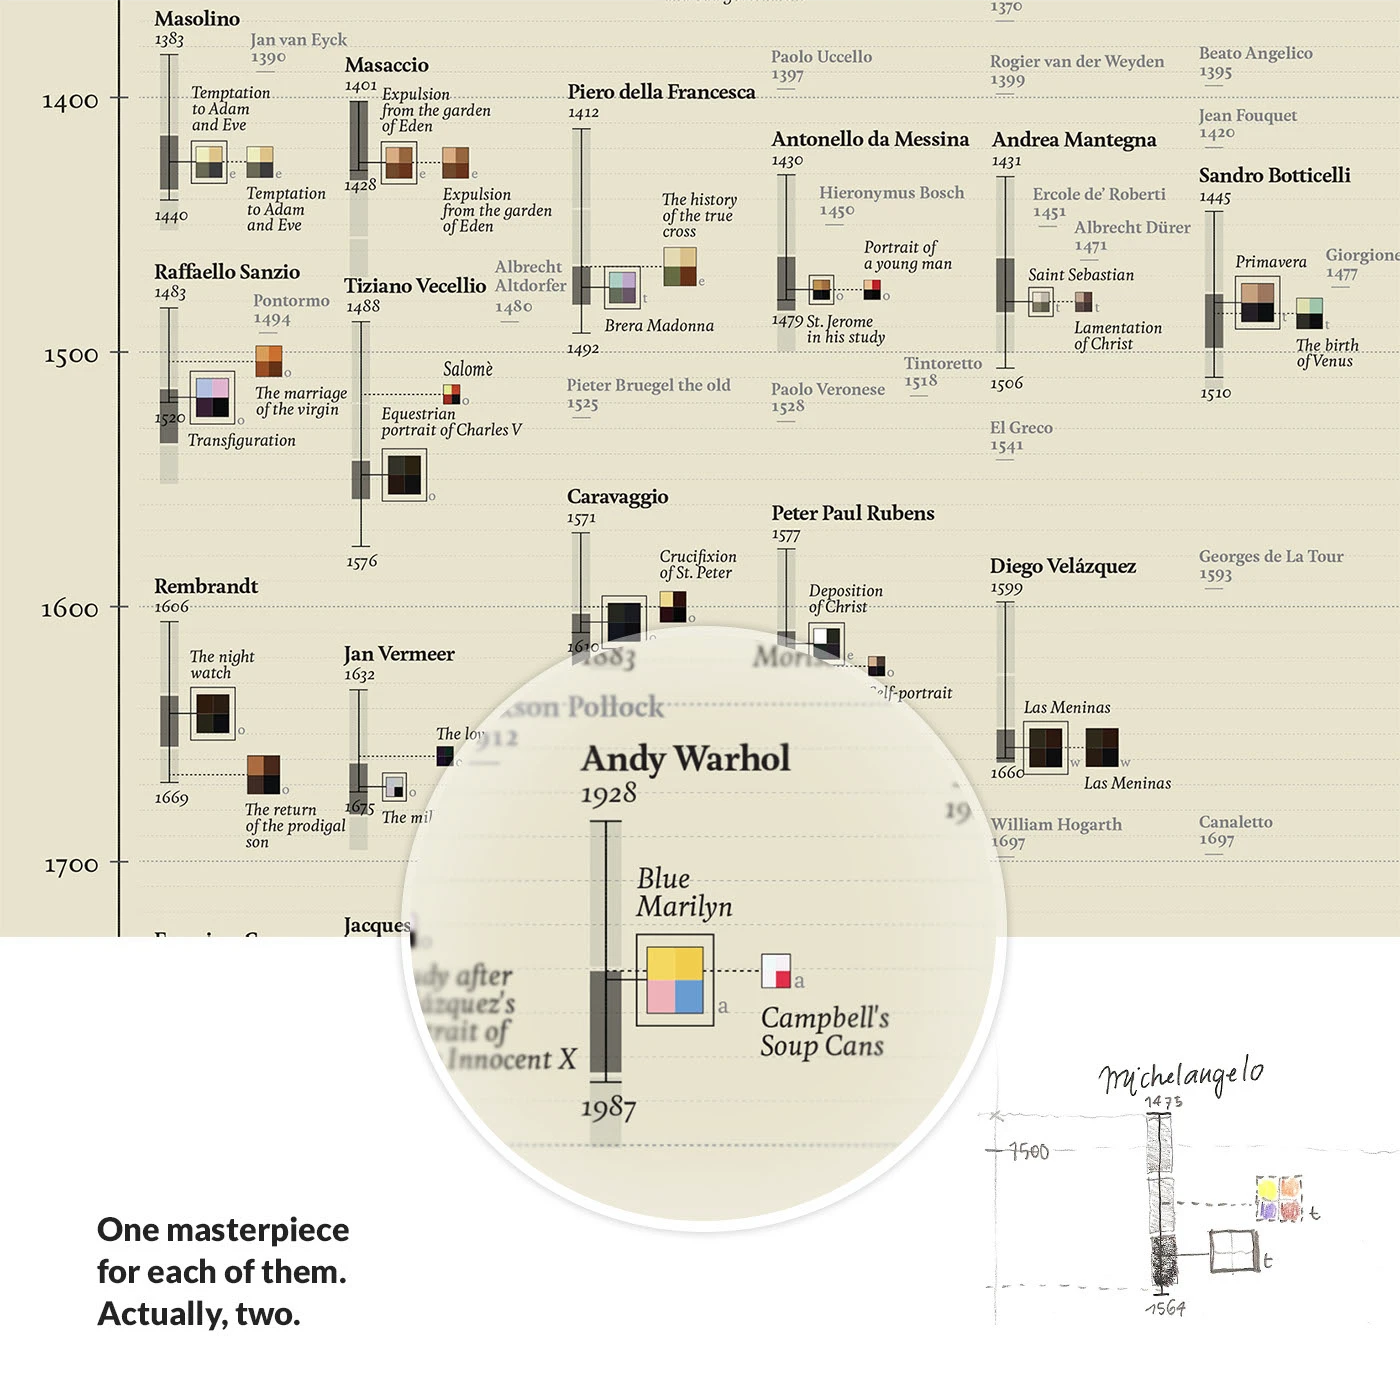 1370
Masolino
1383
Jan van Eyck
1390
Masaccio
1401
Paolo Uccello
1397
Rogier van der Weyden
1399
Beato Angelico
1395
1400
Temptation
to Adam
and Eve
e
e
Temptation
to Adam
and Eve
1440
Expulsion
from the garden
of Eden
e
e
1428
Expulsion
from the garden
of Eden
Piero della Francesca
1412
The history
of the true
cross
e
t
Brera Madonna
1492
Antonello da Messina
1430
Hieronymus Bosch
1450
Portrait of
a young man
o
o
1479
St. Jerome
in his study
Andrea Mantegna
1431
Ercole de' Roberti
1451
Albrecht Dürer
1471
Saint Sebastian
t
t
Lamentation
of Christ
1506
Jean Fouquet
1420
Sandro Botticelli
1445
Primavera
Giorgione
1477
t
t
The birth
of Venus
1510
Raffaello Sanzio
1483
Pontormo
1494
1500
o
The marriage
of the virgin
1520
o
Transfiguration
Tiziano Vecellio
1488
Albrecht
Altdorfer
1480
Salomè
o
Equestrian
portrait of Charles V
o
1576
Pieter Bruegel the old
1525
Paolo Veronese
1528
Tintoretto
1518
El Greco
1541
Caravaggio
1571
Crucifixion
of St. Peter
o
o
1610
Peter Paul Rubens
1577
Deposition
of Christ
e
o
Self-portrait
Diego Velázquez
1599
Las Meninas
w
w
1660
Las Meninas
Georges de La Tour
1593
1600
Rembrandt
1606
The night
watch
o
o
1669
The return
of the prodigal
son
Jan Vermeer
1632
The lov
o
1675
The mil
William Hogarth
1697
Canaletto
1697
1700
Jacques
1883
Moris
kson Pollock
912
Andy Warhol
1928
19
Blue
Marilyn
a
a
Campbell's
Soup Cans
1987
dy after
ázquez's
rait of
Innocent X
One masterpiece
for each of them.
Actually, two.
Michelangelo
1475
1500
t
t
1564